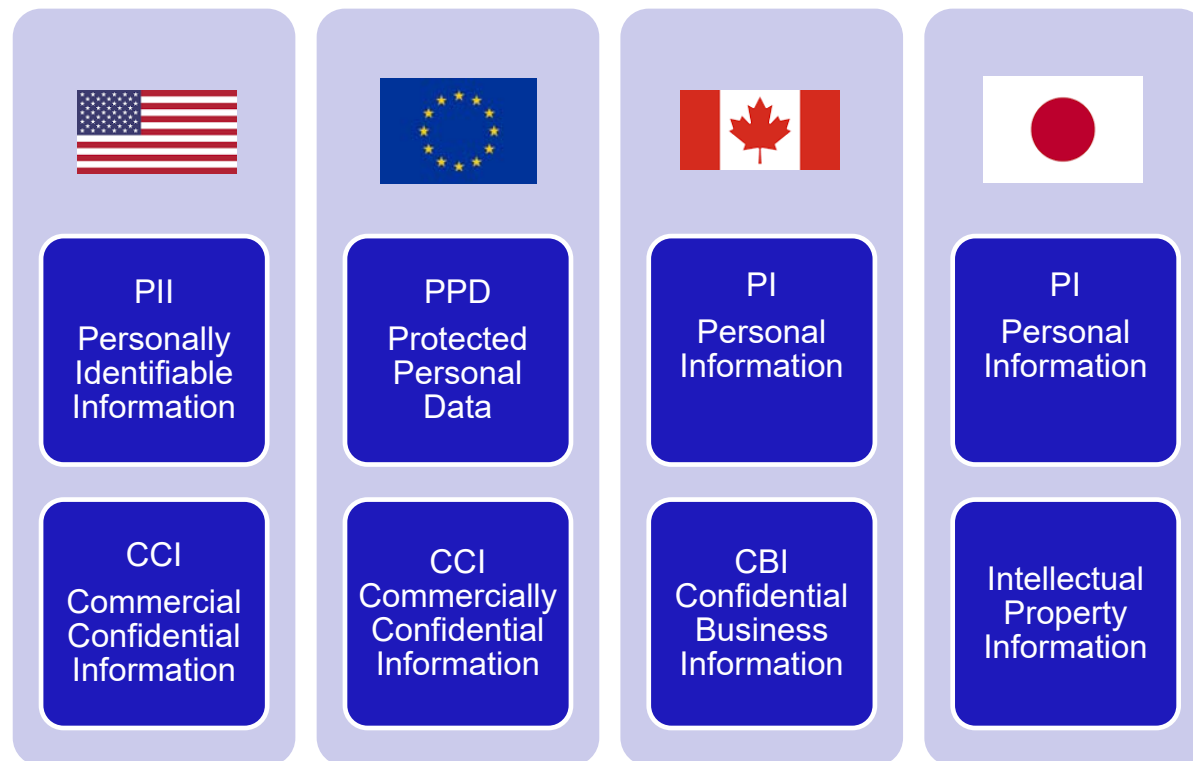 PII
Personally
Identifiable
Information
CCI
Commercial
Confidential
Information
PPD
Protected
Personal
Data
CCI
Commercially
Confidential
Information
PI
Personal
Information
CBI
Confidential
Business
Information
PI
Personal
Information
Intellectual
Property
Information